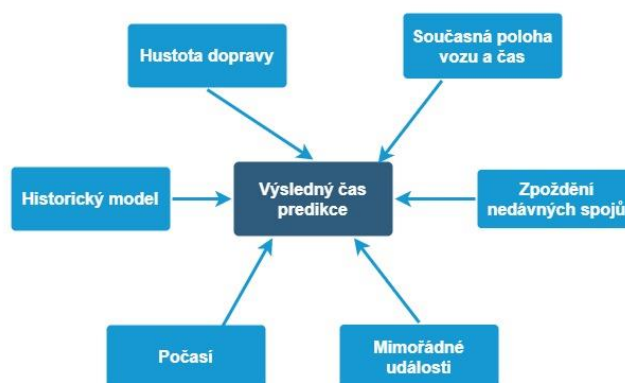 Hustota dopravy
Současná poloha
vozu a čas
Historický model
Výsledný čas
predikce
Zpoždění
nedávných spojů
Počasí
Mimořádné
události